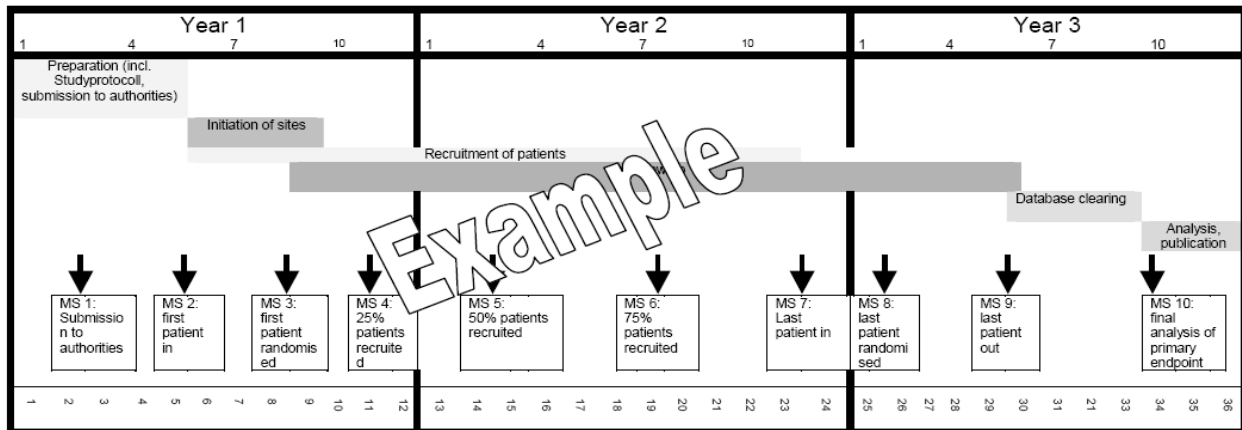 Year 1 Year 2 Year 3
1 4 7 10 1 4 7 10 1 4 7 10
Preparation (incl.
Studyprotocoll,
submission to authorities)
Initiation of sites
Recruitment of patients
Database clearing
Analysis,
publication
Example
MS 1:
Submissio
n to
authorities
MS 2:
first
patient
in
MS 3:
first
patient
randomis
ed
MS 4:
25%
patients
recruite
d
MS 5:
50% patients
recruited
MS 6:
75%
patients
recruited
MS 7:
Last
patient in
MS 8:
last
patient
randomi
sed
MS 9:
last
patient
out
MS 10:
final
analysis of
primary
endpoint
1 2 3 4 5 6 7 8 9 10 11 12 13 14 15 16 17 18 19 20 21 22 23 24 25 26 27 28 29 30 31 32 33 34 35 36